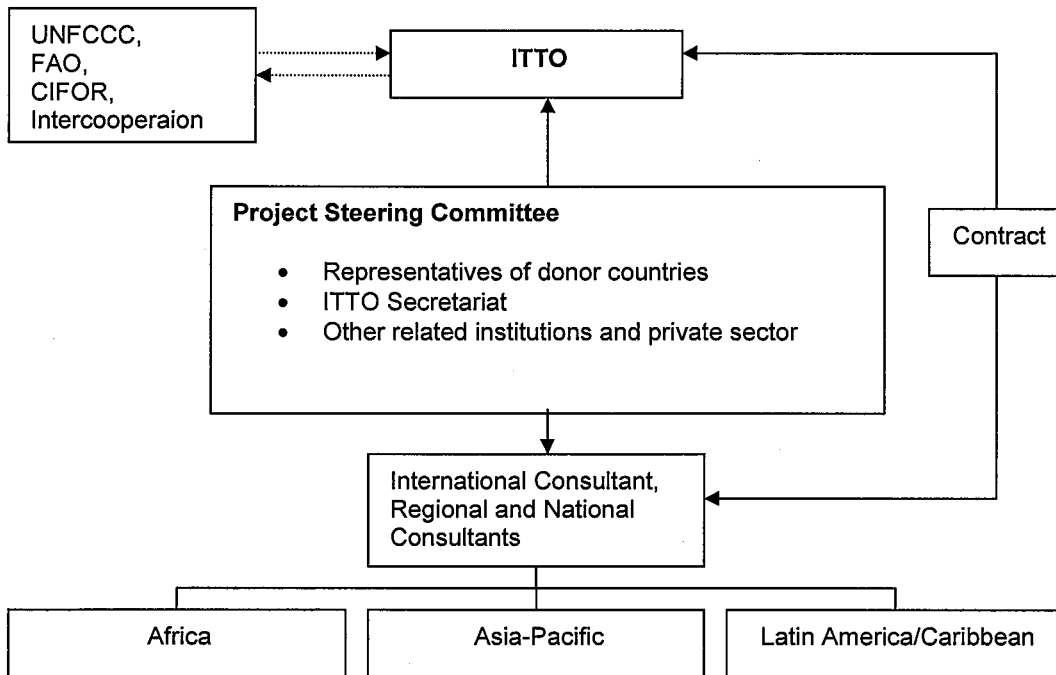 UNFCCC,
FAO,
CIFOR,
Intercooperaion
ITTO
Project Steering Committee
• Representatives of donor countries
• ITTO Secretariat
• Other related institutions and private sector
Contract
International Consultant,
Regional and National
Consultants
Africa
Asia-Pacific
Latin America/Caribbean